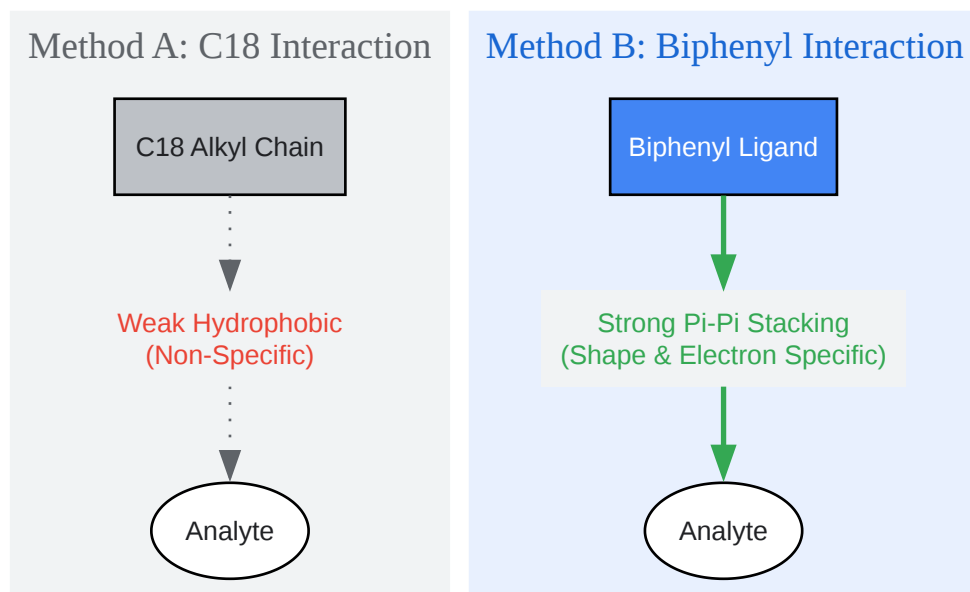 Method A: C18 Interaction
C18 Alkyl Chain
Weak Hydrophobic
(Non-Specific)
Analyte
Method B: Biphenyl Interaction
Biphenyl Ligand
Strong Pi-Pi Stacking
(Shape & Electron Specific)
Analyte